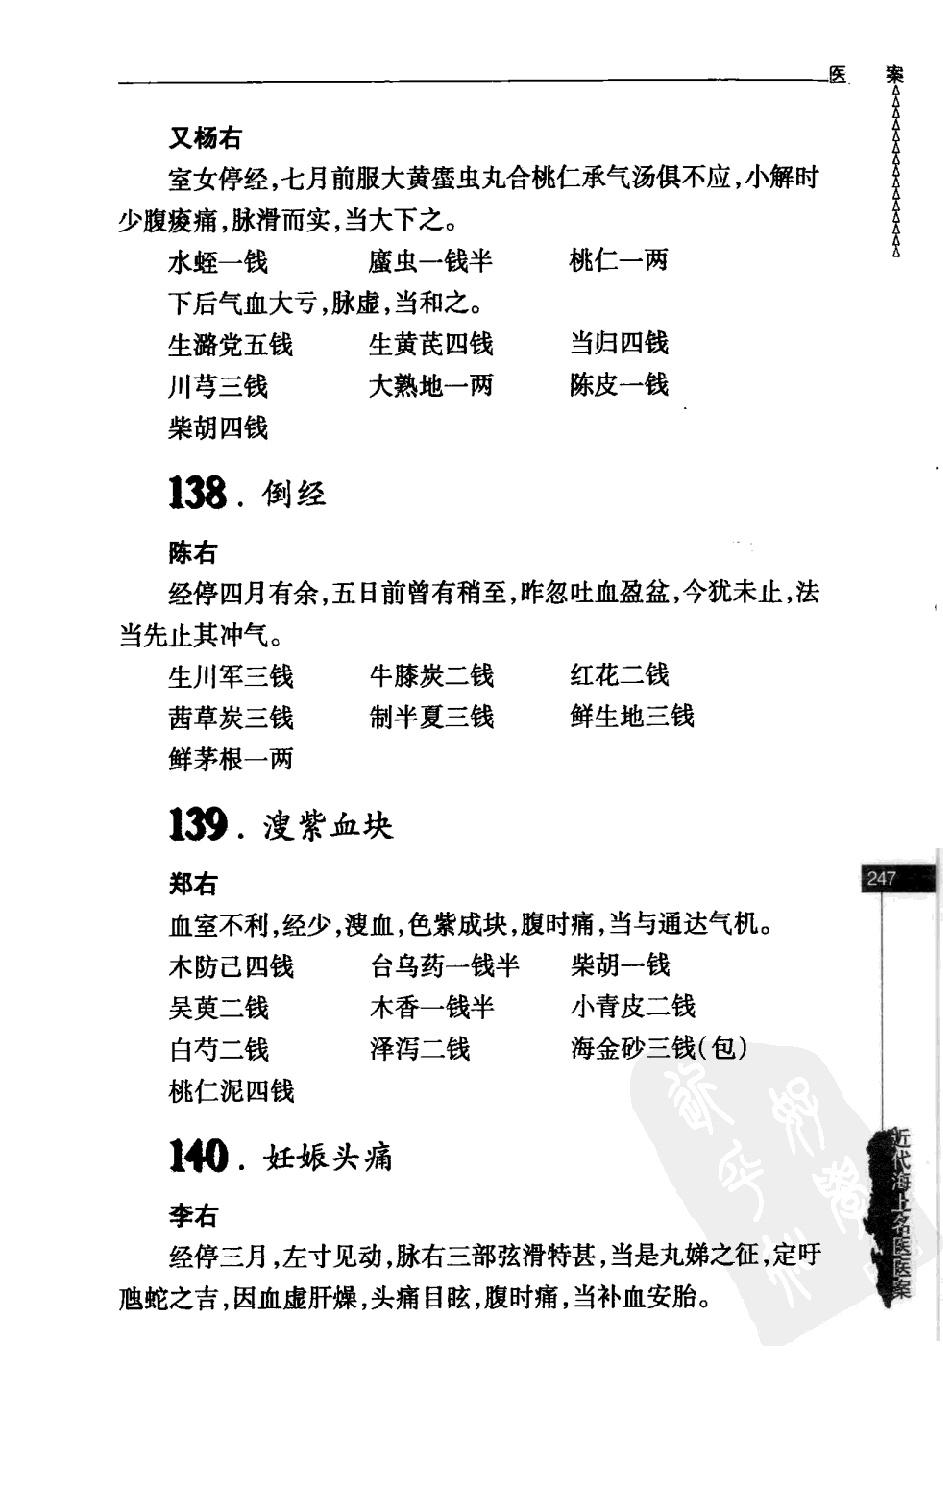 医 案
又杨右
室女停经,七月前服大黄䗪虫丸合桃仁承气汤俱不应,小解时
少腹痠痛,脉滑而实,当大下之。
水蛭一钱 䗪虫一钱半 桃仁一两
下后气血大亏,脉虚,当和之。
生潞党五钱 生黄芪四钱 当归四钱
川芎三钱 大熟地一两 陈皮一钱
柴胡四钱
138. 倒经
陈右
经停四月有余,五日前曾有稍至,昨忽吐血盈盆,今犹未止,法
当先止其冲气。
生川军三钱 牛膝炭二钱 红花二钱
茜草炭三钱 制半夏三钱 鲜生地三钱
鲜茅根一两
139. 溲紫血块
郑右
血室不利,经少,溲血,色紫成块,腹时痛,当与通达气机。
木防己四钱 台乌药一钱半 柴胡一钱
吴萸二钱 木香一钱半 小青皮二钱
白芍二钱 泽泻二钱 海金砂三钱(包)
桃仁泥四钱
140. 妊娠头痛
李右
经停三月,左寸见动,脉右三部弦滑特甚,当是丸娣之征,定吁
虺蛇之吉,因血虚肝燥,头痛目眩,腹时痛,当补血安胎。
247
近代海上名医医案